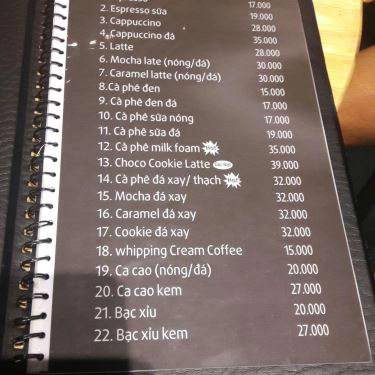 17.000
2. Espresso sữa 19.000
3. Cappuccino 28.000
4. Cappuccino đá 35.000
5. Latte 28.000
6. Mocha late (nóng/đá) 30.000
7. Caramel latte (nóng/đá) 30.000
8.Cà phê đen 15.000
9. Cà phê đen đá 17.000
10. Cà phê sữa nóng 17.000
11. Cà phê sữa đá 19.000
12. Cà phê milk foam 35.000
13. Choco Cookie Latte 39.000
14. Cà phê đá xay/ thạch 32.000
15. Mocha đá xay 32.000
16. Caramel đá xay 32.000
17. Cookie đá xay 32.000
18. whipping Cream Coffee 15.000
19. Ca cao (nóng/đá) 20.000
20. Ca cao kem 27.000
21. Bạc xỉu 20.000
22. Bạc xỉu kem 27.000